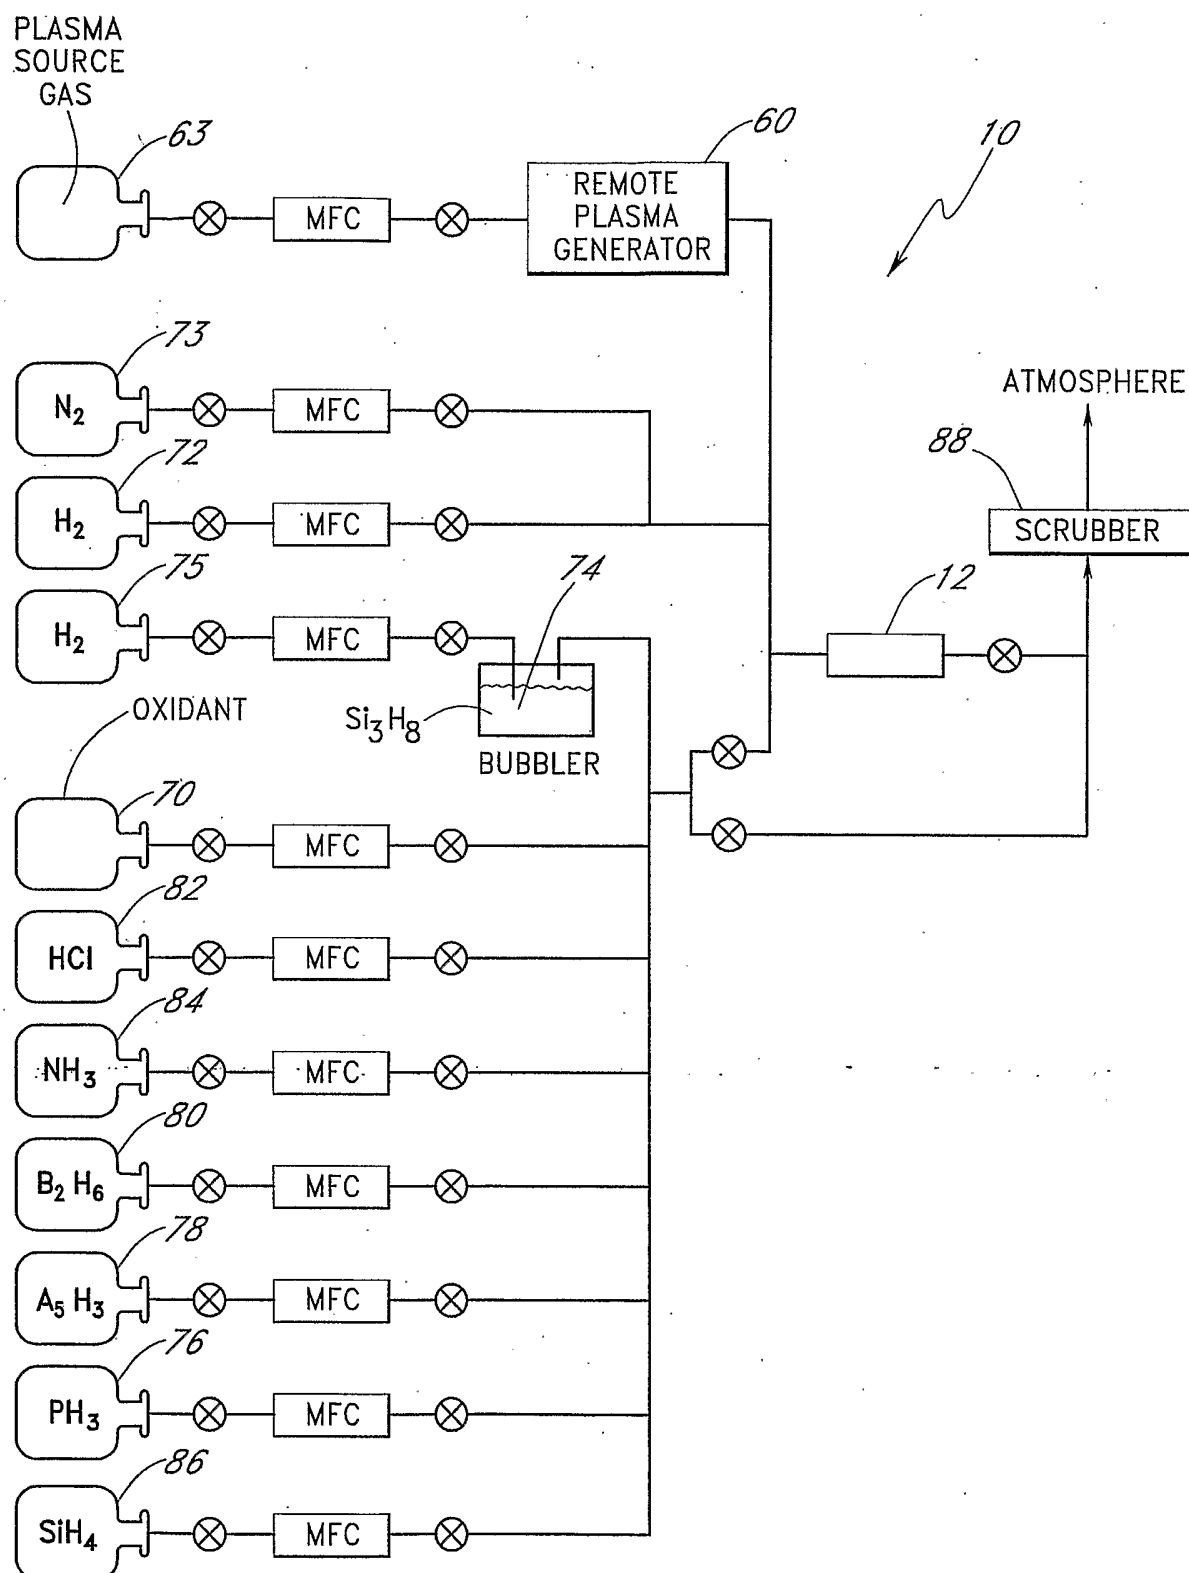 PLASMA
SOURCE
GAS
63
MFC
60
REMOTE
PLASMA
GENERATOR
10
73
N2
MFC
72
H2
MFC
75
H2
MFC
74
Si3H8
BUBBLER
ATMOSPHERE
88
SCRUBBER
12
OXIDANT
70
MFC
82
HCl
MFC
84
NH3
MFC
80
B2 H6
MFC
78
A5 H3
MFC
76
PH3
MFC
86
SiH4
MFC